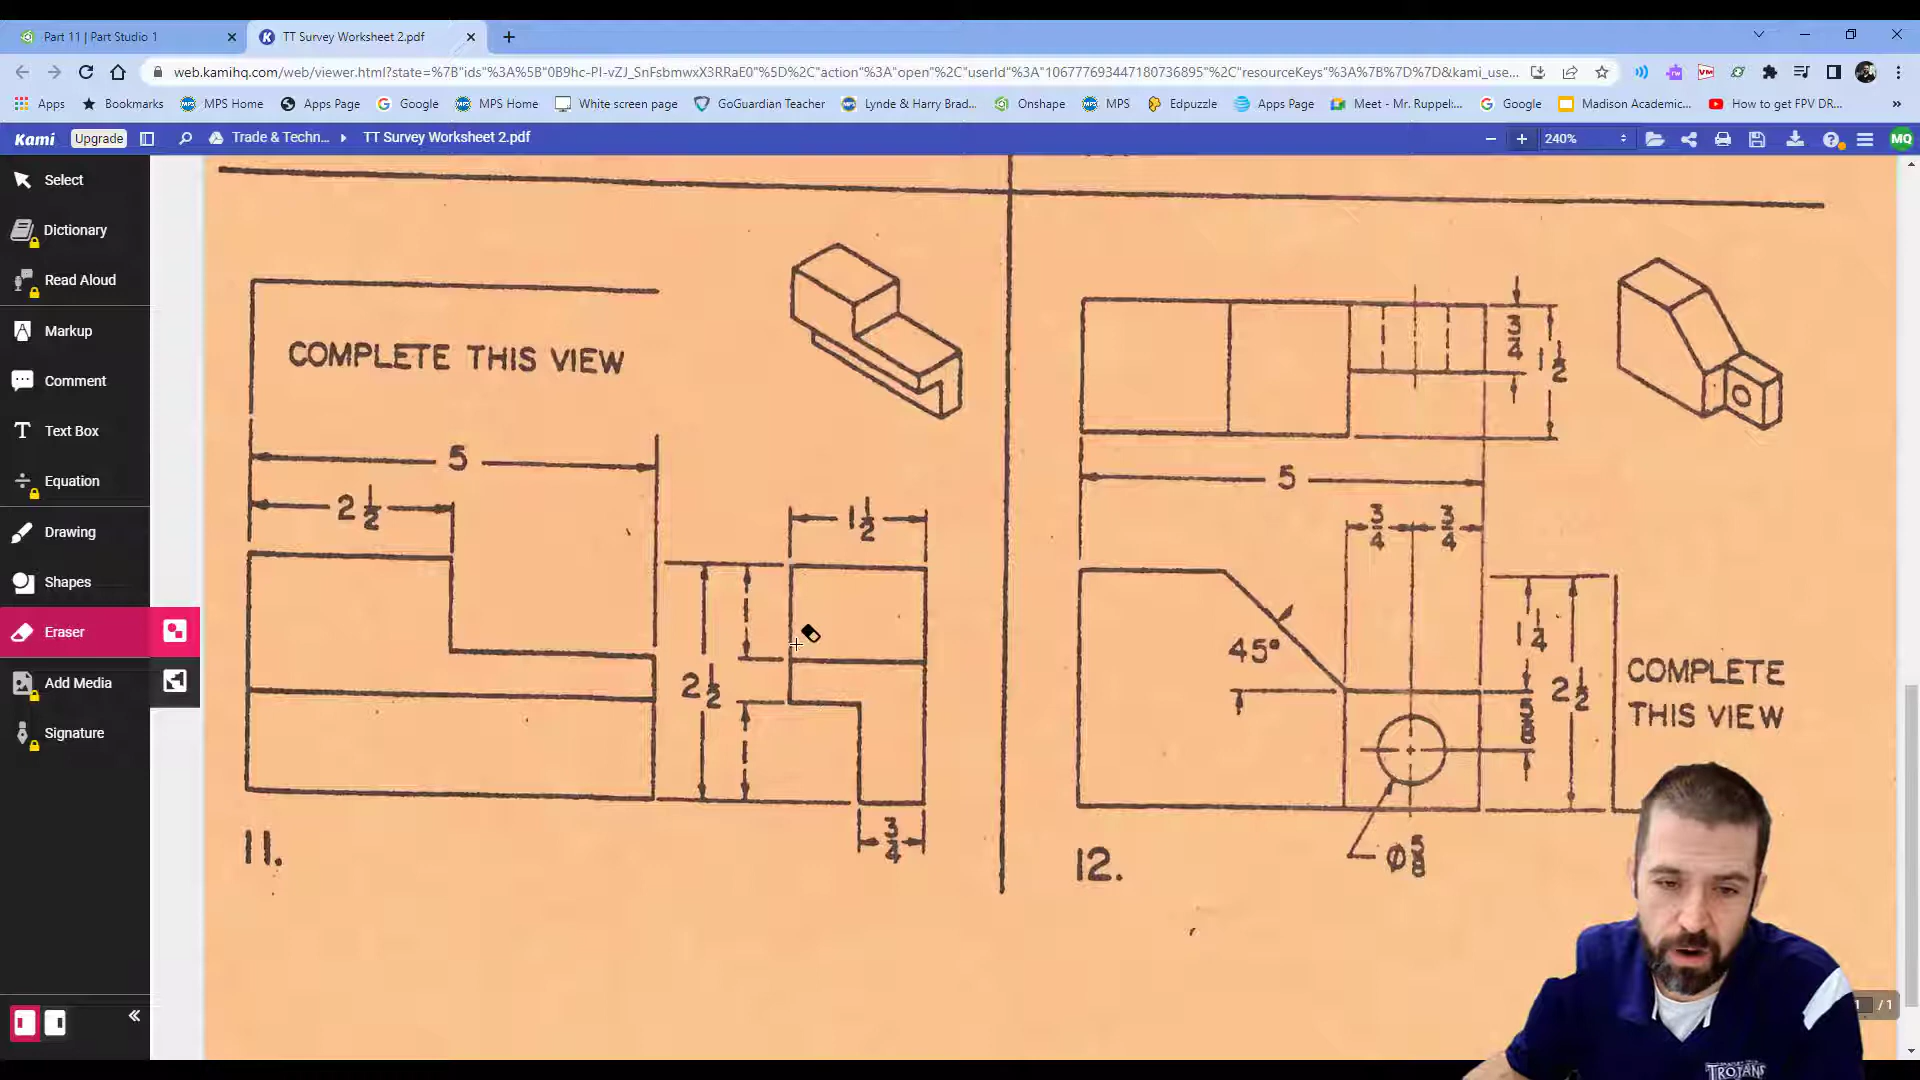 Part 11 | Part Studio 1
TT Survey Worksheet 2.pdf
web.kamihq.com/web/viewer.html?state=%7B"ids"%3A%5B"0B9hc-PI-vZJ_SnFsbmwxX3RRaE0"%5D%2C"action"%3A"open"%2C"userId"%3A"106777693447180736895"%2C"resourceKeys"%3A%7B%7D%7D&kami_use...
Apps Bookmarks MPS Home Apps Page Google MPS Home White screen page GoGuardian Teacher Lynde & Harry Brad... Onshape MPS Edpuzzle Apps Page Meet - Mr. Ruppel:... Google Madison Academic... How to get FPV DR... »
Kami Upgrade Trade & Techn... TT Survey Worksheet 2.pdf 240% MQ
Select
Dictionary
Read Aloud
Markup
Comment
Text Box
Equation
Drawing
Shapes
Eraser
Add Media
Signature
COMPLETE THIS VIEW
5
2 1/2
1 1/2
2 1/2
3/4
11.
3/4
1 1/2
5
3/4 3/4
45°
1 1/4
2 1/2
COMPLETE
THIS VIEW
Ø 5/8
12.
1 / 1
TROJANS